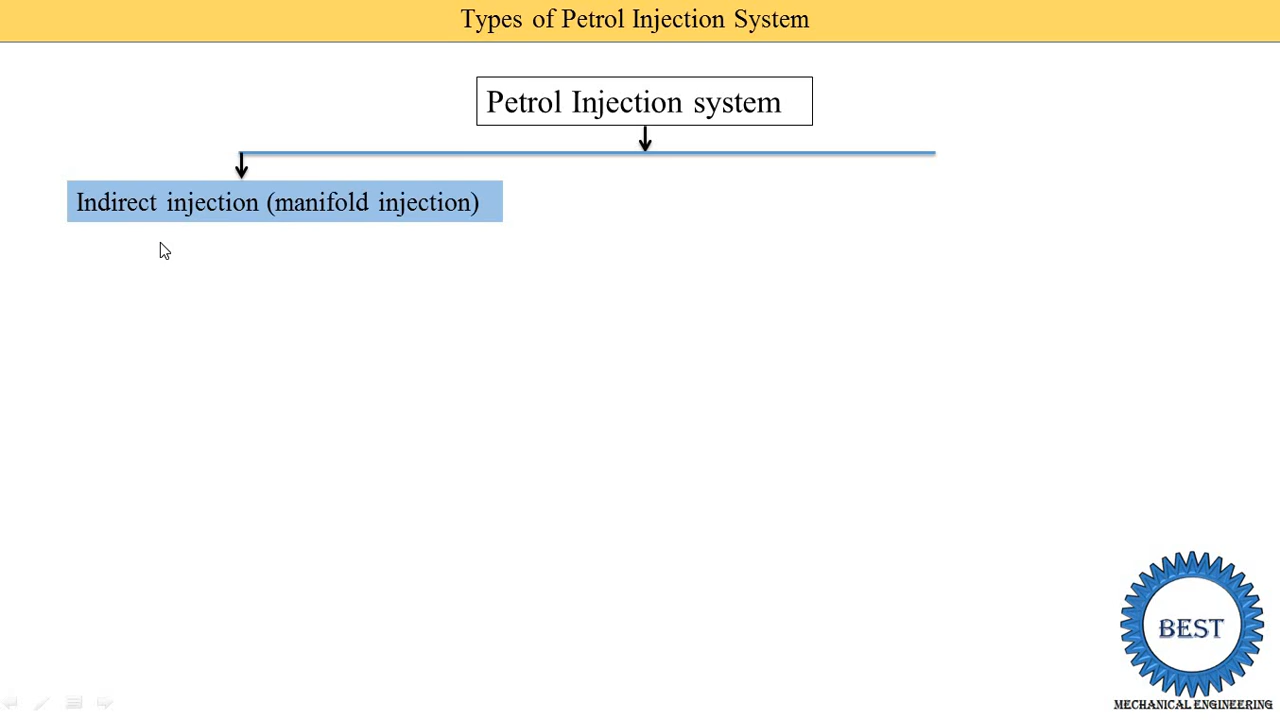 Types of Petrol Injection System
Petrol Injection system
Indirect injection (manifold injection)
BEST
MECHANICAL ENGINEERING